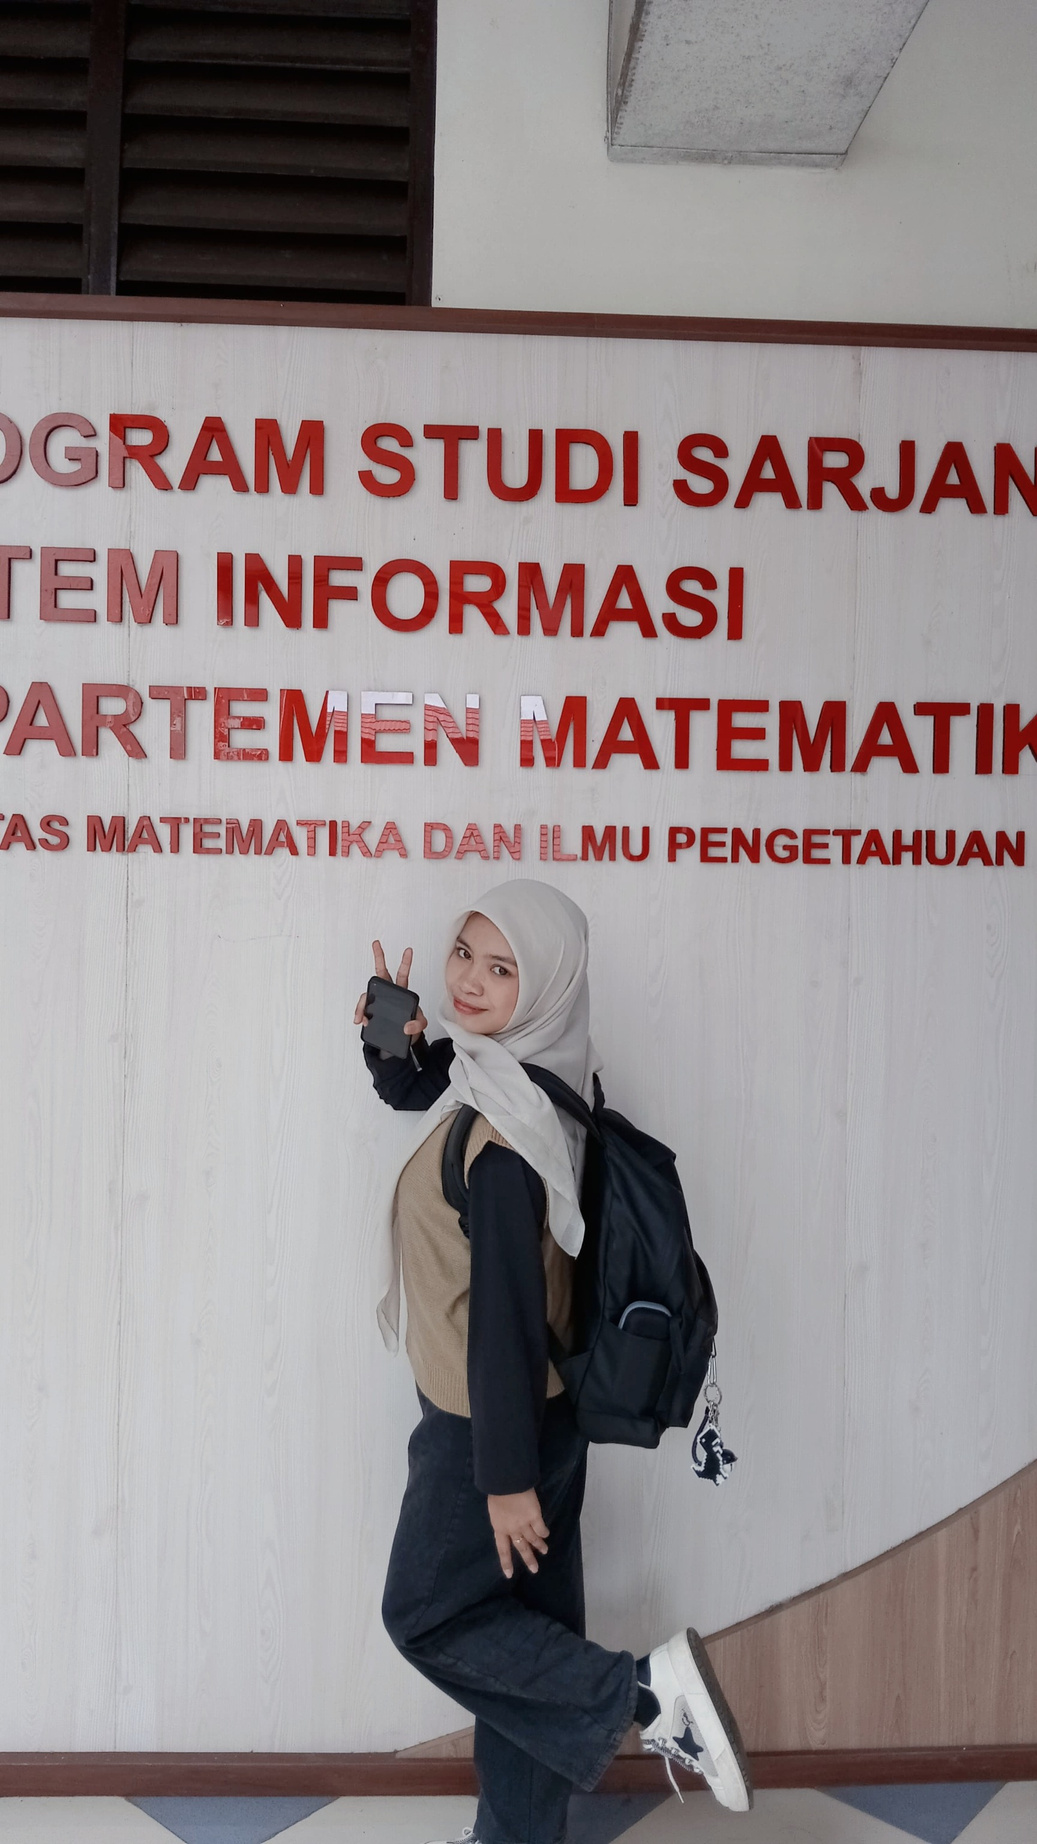 OGRAM STUDI SARJAN
TEM INFORMASI
PARTEMEN MATEMATIK
TAS MATEMATIKA DAN ILMU PENGETAHUAN